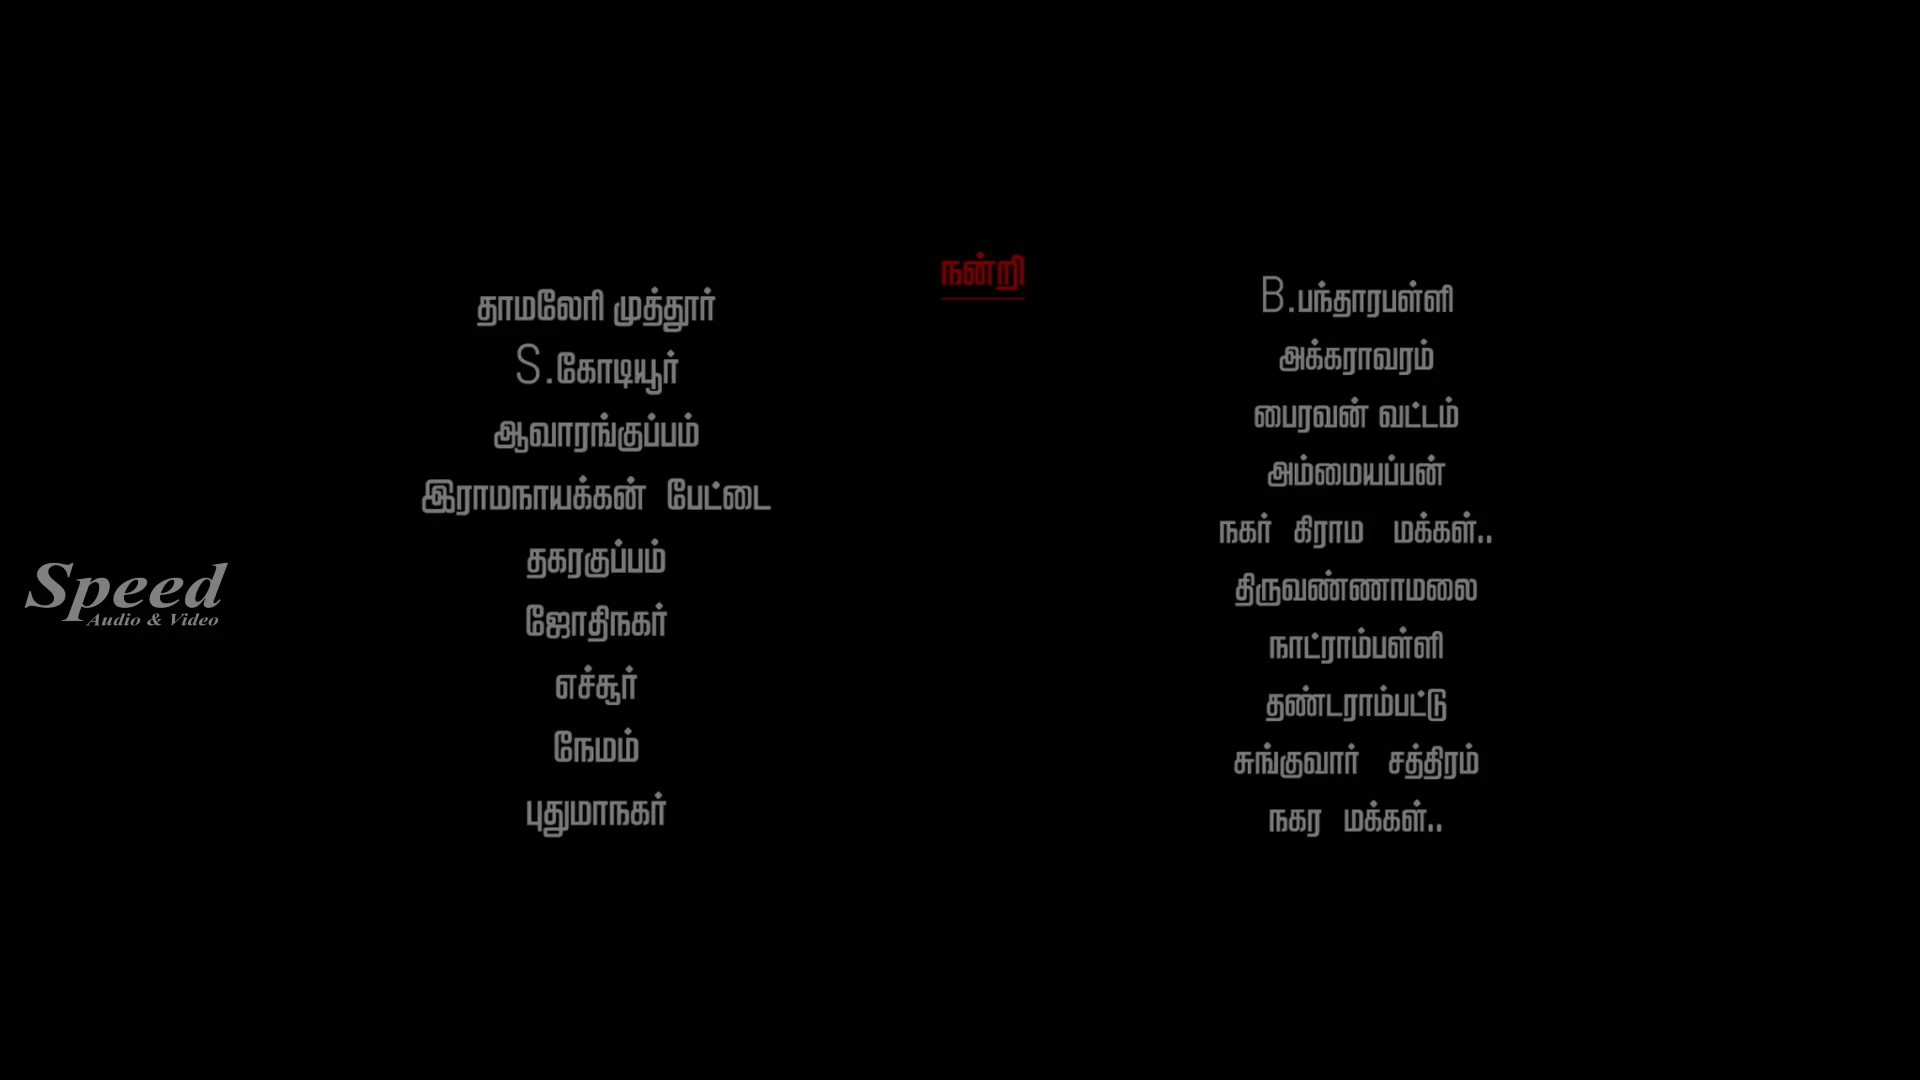 நன்றி
தாமலேரி முத்தூர்
S.கோடியூர்
ஆவாரங்குப்பம்
இராமநாயக்கன் பேட்டை
தகரகுப்பம்
ஜோதிநகர்
எச்சூர்
நேமம்
புதுமாநகர்
B.பந்தாரபள்ளி
அக்கராவரம்
பைரவன் வட்டம்
அம்மையப்பன்
நகர் கிராம மக்கள்..
திருவண்ணாமலை
நாட்ராம்பள்ளி
தண்டராம்பட்டு
சுங்குவார் சத்திரம்
நகர மக்கள்..
Speed
Audio & Video